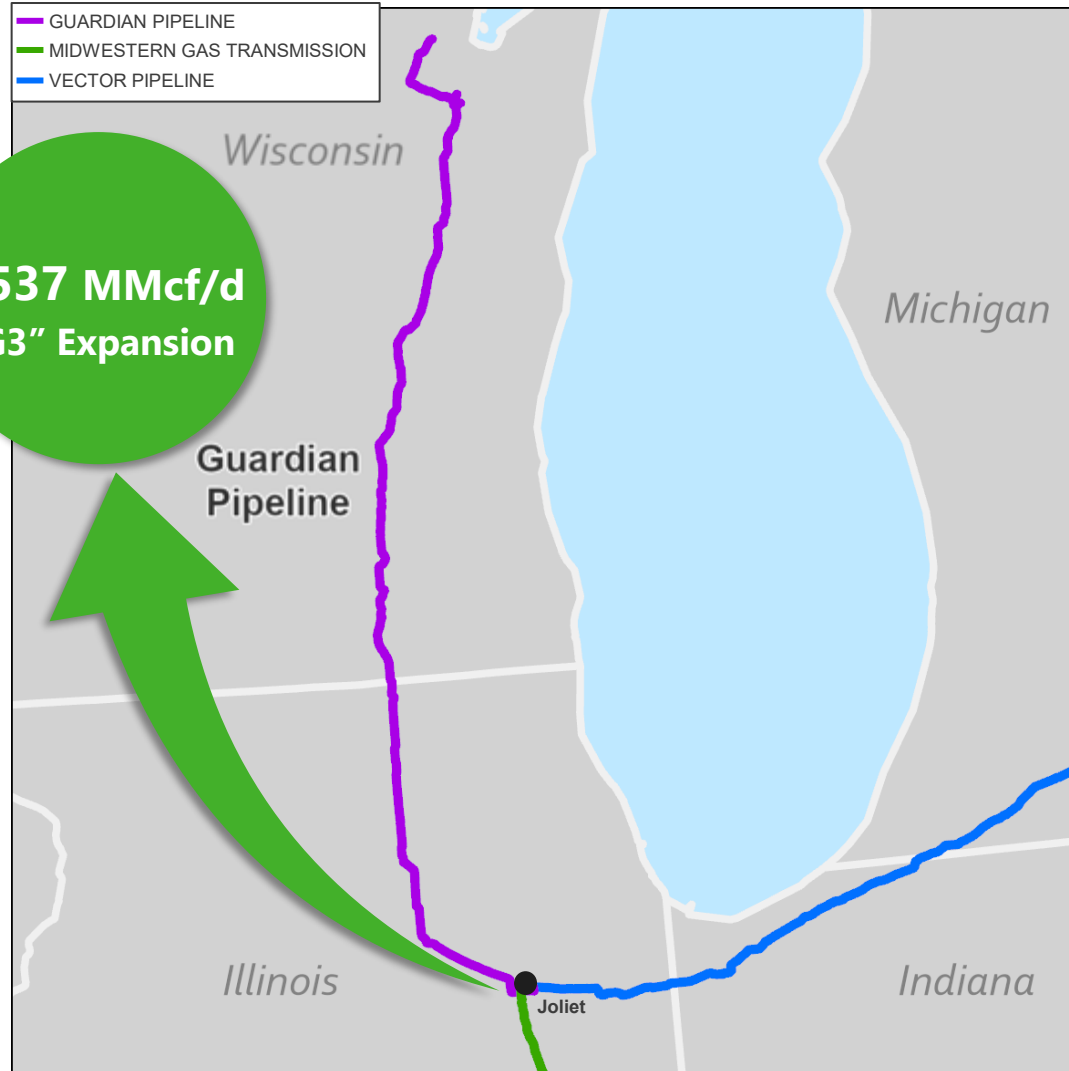 GUARDIAN PIPELINE
MIDWESTERN GAS TRANSMISSION
VECTOR PIPELINE
Wisconsin
537 MMcf/d
G3” Expansion
Michigan
Guardian
Pipeline
Illinois
Joliet
Indiana